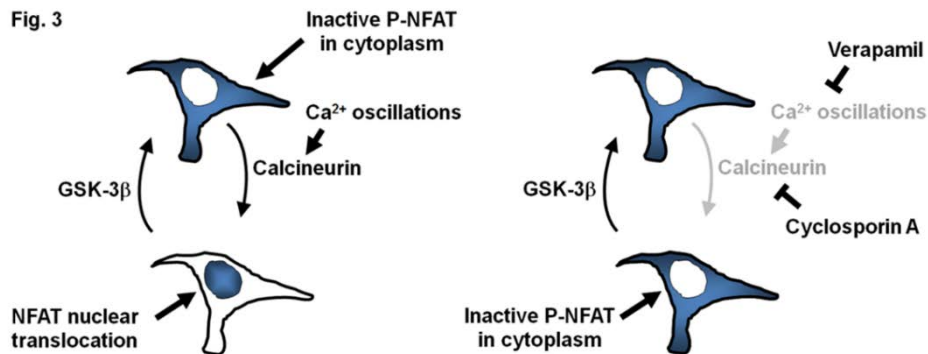 Fig. 3
Inactive P-NFAT
in cytoplasm
Ca²⁺ oscillations
Calcineurin
GSK-3β
NFAT nuclear
translocation
Verapamil
Ca²⁺ oscillations
Calcineurin
GSK-3β
Cyclosporin A
Inactive P-NFAT
in cytoplasm